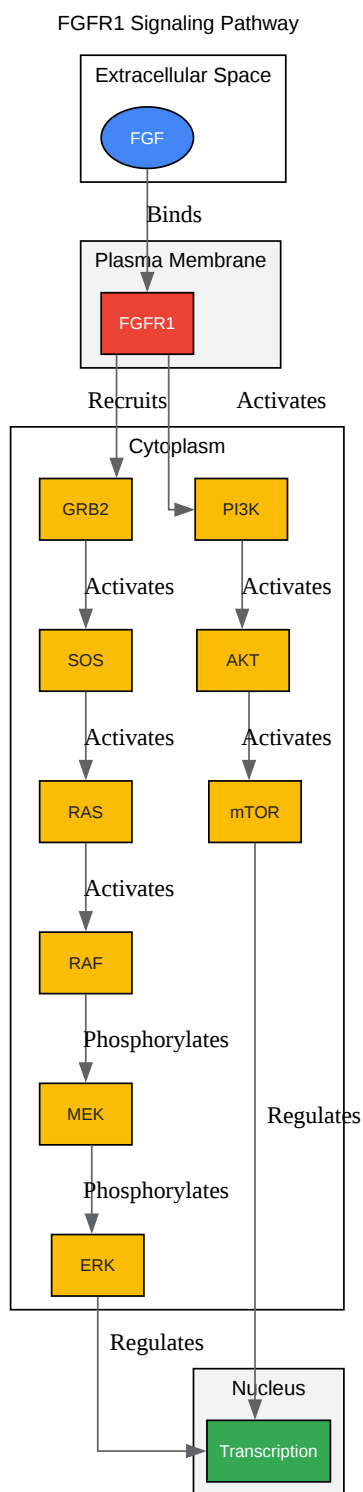 FGFR1 Signaling Pathway
Extracellular Space
FGF
Binds
Plasma Membrane
FGFR1
Recruits
Activates
Cytoplasm
GRB2
PI3K
Activates
Activates
SOS
AKT
Activates
Activates
RAS
mTOR
Activates
RAF
Phosphorylates
MEK
Regulates
Phosphorylates
ERK
Regulates
Nucleus
Transcription